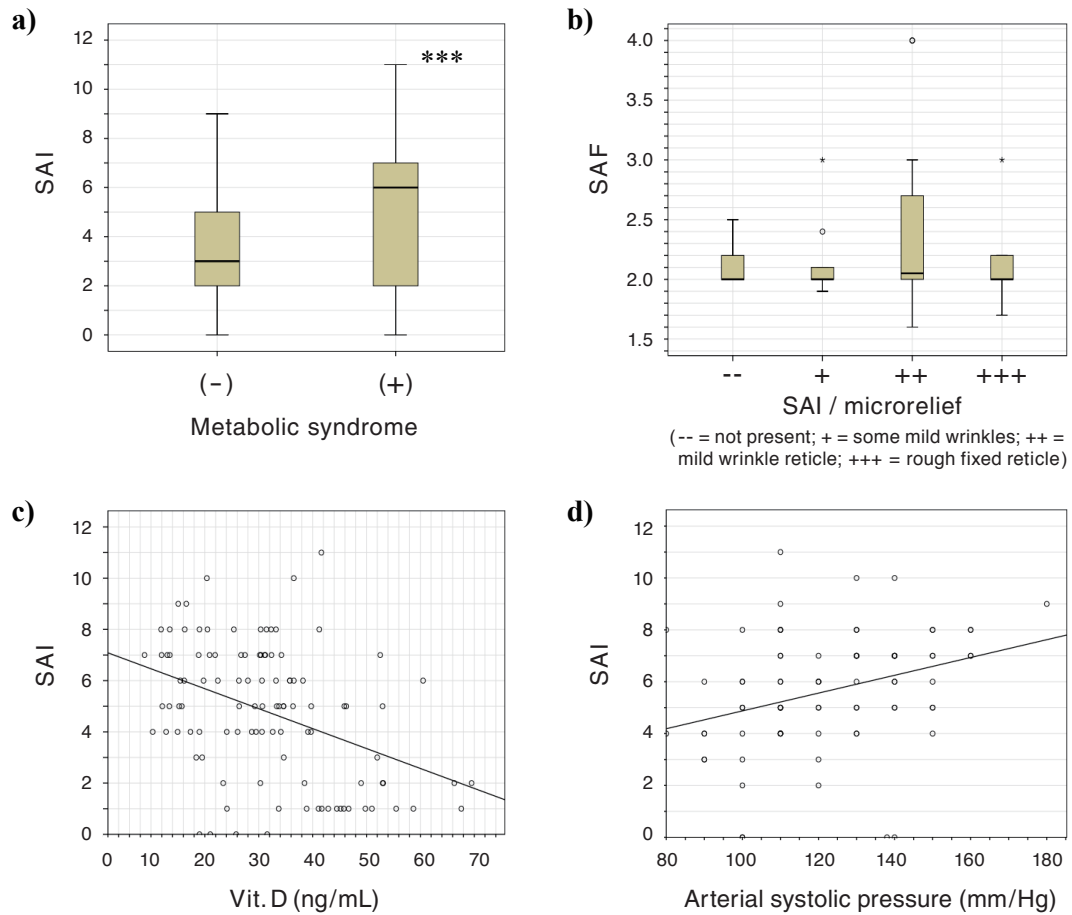 a)
12
10
8
6
4
2
0
SAI
***
(-)
(+)
Metabolic syndrome
b)
4.0
3.5
3.0
2.5
2.0
1.5
SAF
*
*
--
+
++
+++
SAI / microrelief
(-- = not present; + = some mild wrinkles; ++ =
mild wrinkle reticle; +++ = rough fixed reticle)
c)
12
10
8
6
4
2
0
SAI
0 10 20 30 40 50 60 70
Vit. D (ng/mL)
d)
12
10
8
6
4
2
0
SAI
80 100 120 140 160 180
Arterial systolic pressure (mm/Hg)